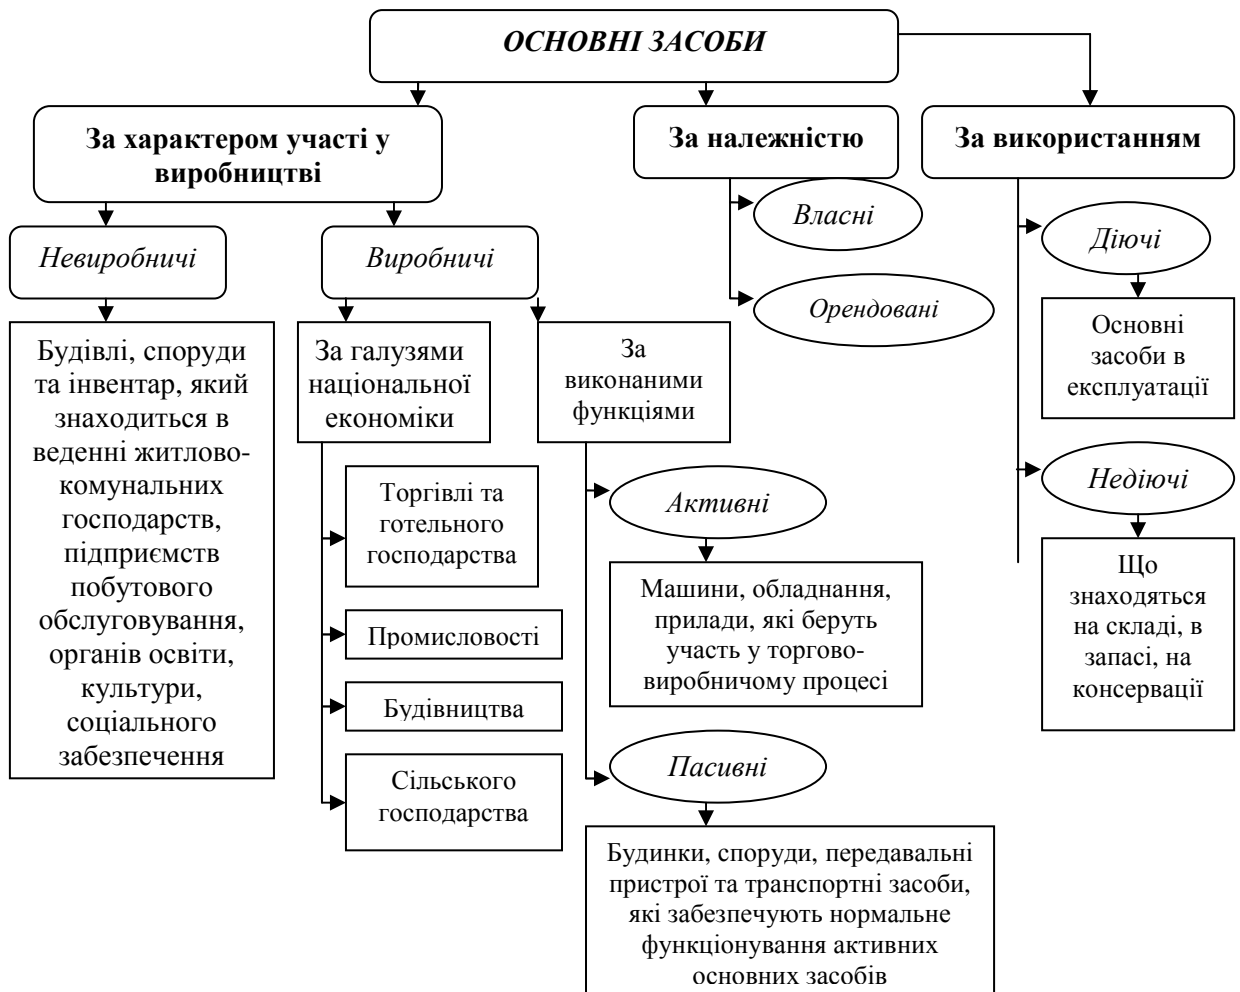 ОСНОВНІ ЗАСОБИ
За характером участі у
виробництві
За належністю
За використанням
Невиробничі
Виробничі
Власні
Орендовані
Діючі
Основні
засоби в
експлуатації
Недіючі
Що
знаходяться
на складі, в
запасі, на
консервації
Будівлі, споруди
та інвентар, який
знаходиться в
веденні житлово-
комунальних
господарств,
підприємств
побутового
обслуговування,
органів освіти,
культури,
соціального
забезпечення
За галузями
національної
економіки
Торгівлі та
готельного
господарства
Промисловості
Будівництва
Сільського
господарства
За
виконаними
функціями
Активні
Машини, обладнання,
прилади, які беруть
участь у торгово-
виробничому процесі
Пасивні
Будинки, споруди, передавальні
пристрої та транспортні засоби,
які забезпечують нормальне
функціонування активних
основних засобів